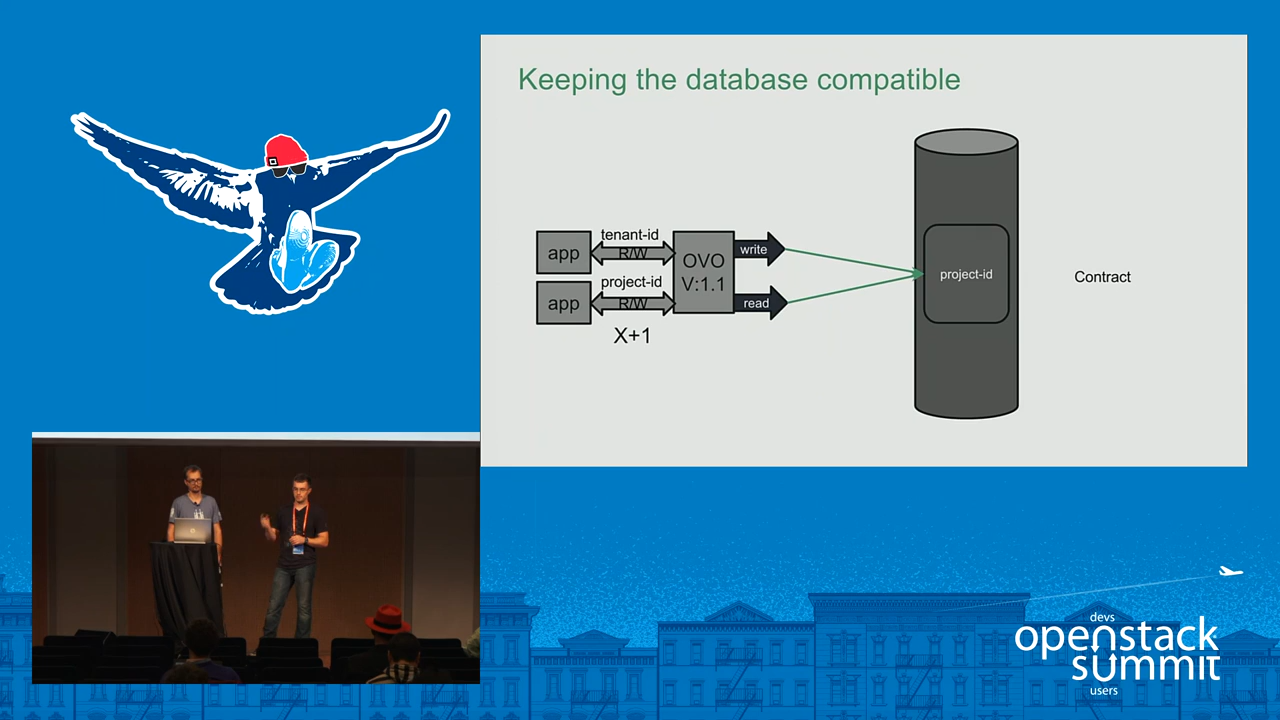 Keeping the database compatible
tenant-id
app
R/W
project-id
app
R/W
X+1
OVO
V:1.1
write
read
project-id
Contract
devs
openstack
summit
users